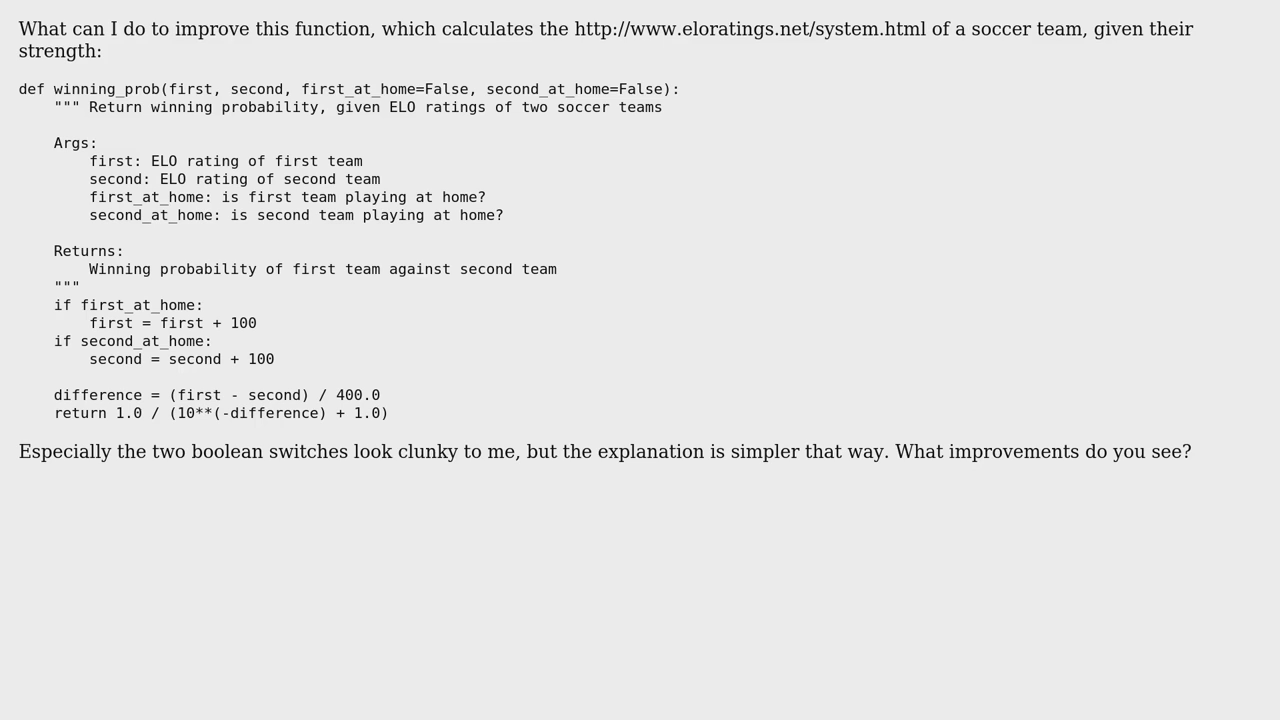 What can I do to improve this function, which calculates the http://www.eloratings.net/system.html of a soccer team, given their
strength:
def winning_prob(first, second, first_at_home=False, second_at_home=False):
    """ Return winning probability, given ELO ratings of two soccer teams
    Args:
        first: ELO rating of first team
        second: ELO rating of second team
        first_at_home: is first team playing at home?
        second_at_home: is second team playing at home?
    Returns:
        Winning probability of first team against second team
    """
    if first_at_home:
        first = first + 100
    if second_at_home:
        second = second + 100
    difference = (first - second) / 400.0
    return 1.0 / (10**(-difference) + 1.0)
Especially the two boolean switches look clunky to me, but the explanation is simpler that way. What improvements do you see?